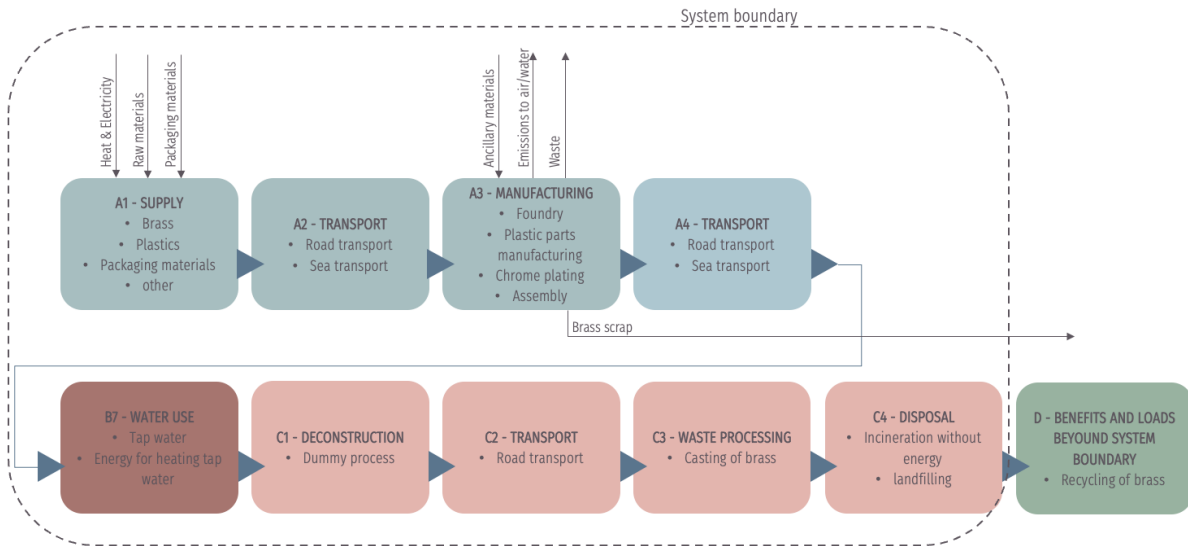 System boundary
Heat & Electricity
Raw materials
Packaging materials
Ancillary materials
Emissions to air/water
Waste
A1 - SUPPLY
• Brass
• Plastics
• Packaging materials
• other
A2 - TRANSPORT
• Road transport
• Sea transport
A3 - MANUFACTURING
• Foundry
• Plastic parts
manufacturing
• Chrome plating
• Assembly
A4 - TRANSPORT
• Road transport
• Sea transport
Brass scrap
B7 - WATER USE
• Tap water
• Energy for heating tap
water
C1 - DECONSTRUCTION
• Dummy process
C2 - TRANSPORT
• Road transport
C3 - WASTE PROCESSING
• Casting of brass
C4 - DISPOSAL
• Incineration without
energy
• landfilling
D - BENEFITS AND LOADS
BEYOUND SYSTEM
BOUNDARY
• Recycling of brass